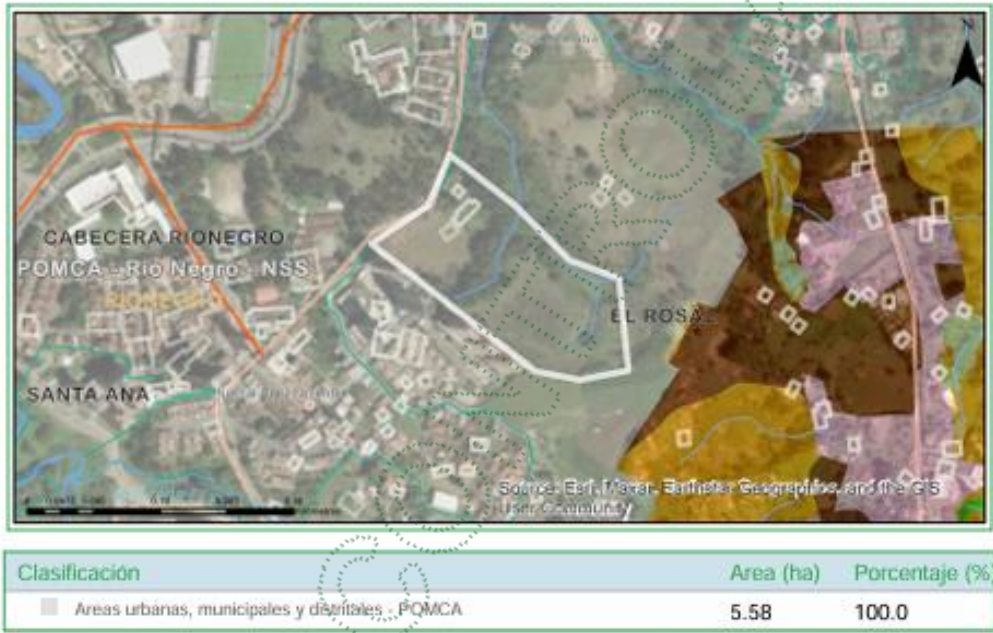 N
CABECERA RIONEGRO
POMCA - Rio Negro - NSS
RIONEGRO
EL ROSAL
SANTA ANA
Source: Esri, Maxar, Earthstar Geographics, and the GIS
User Community
Clasificación Area (ha) Porcentaje (%)
Areas urbanas, municipales y distritales - POMCA 5.58 100.0